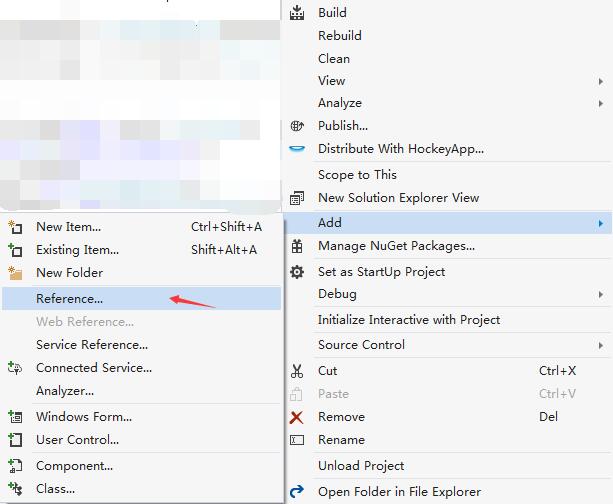 Build
Rebuild
Clean
View
Analyze
Publish...
Distribute With HockeyApp...
Scope to This
New Solution Explorer View
Add
Manage NuGet Packages...
Set as StartUp Project
Debug
Initialize Interactive with Project
Source Control
Cut Ctrl+X
Paste Ctrl+V
Remove Del
Rename
Unload Project
Open Folder in File Explorer
New Item... Ctrl+Shift+A
Existing Item... Shift+Alt+A
New Folder
Reference...
Web Reference...
Service Reference...
Connected Service...
Analyzer...
Windows Form...
User Control...
Component...
Class...